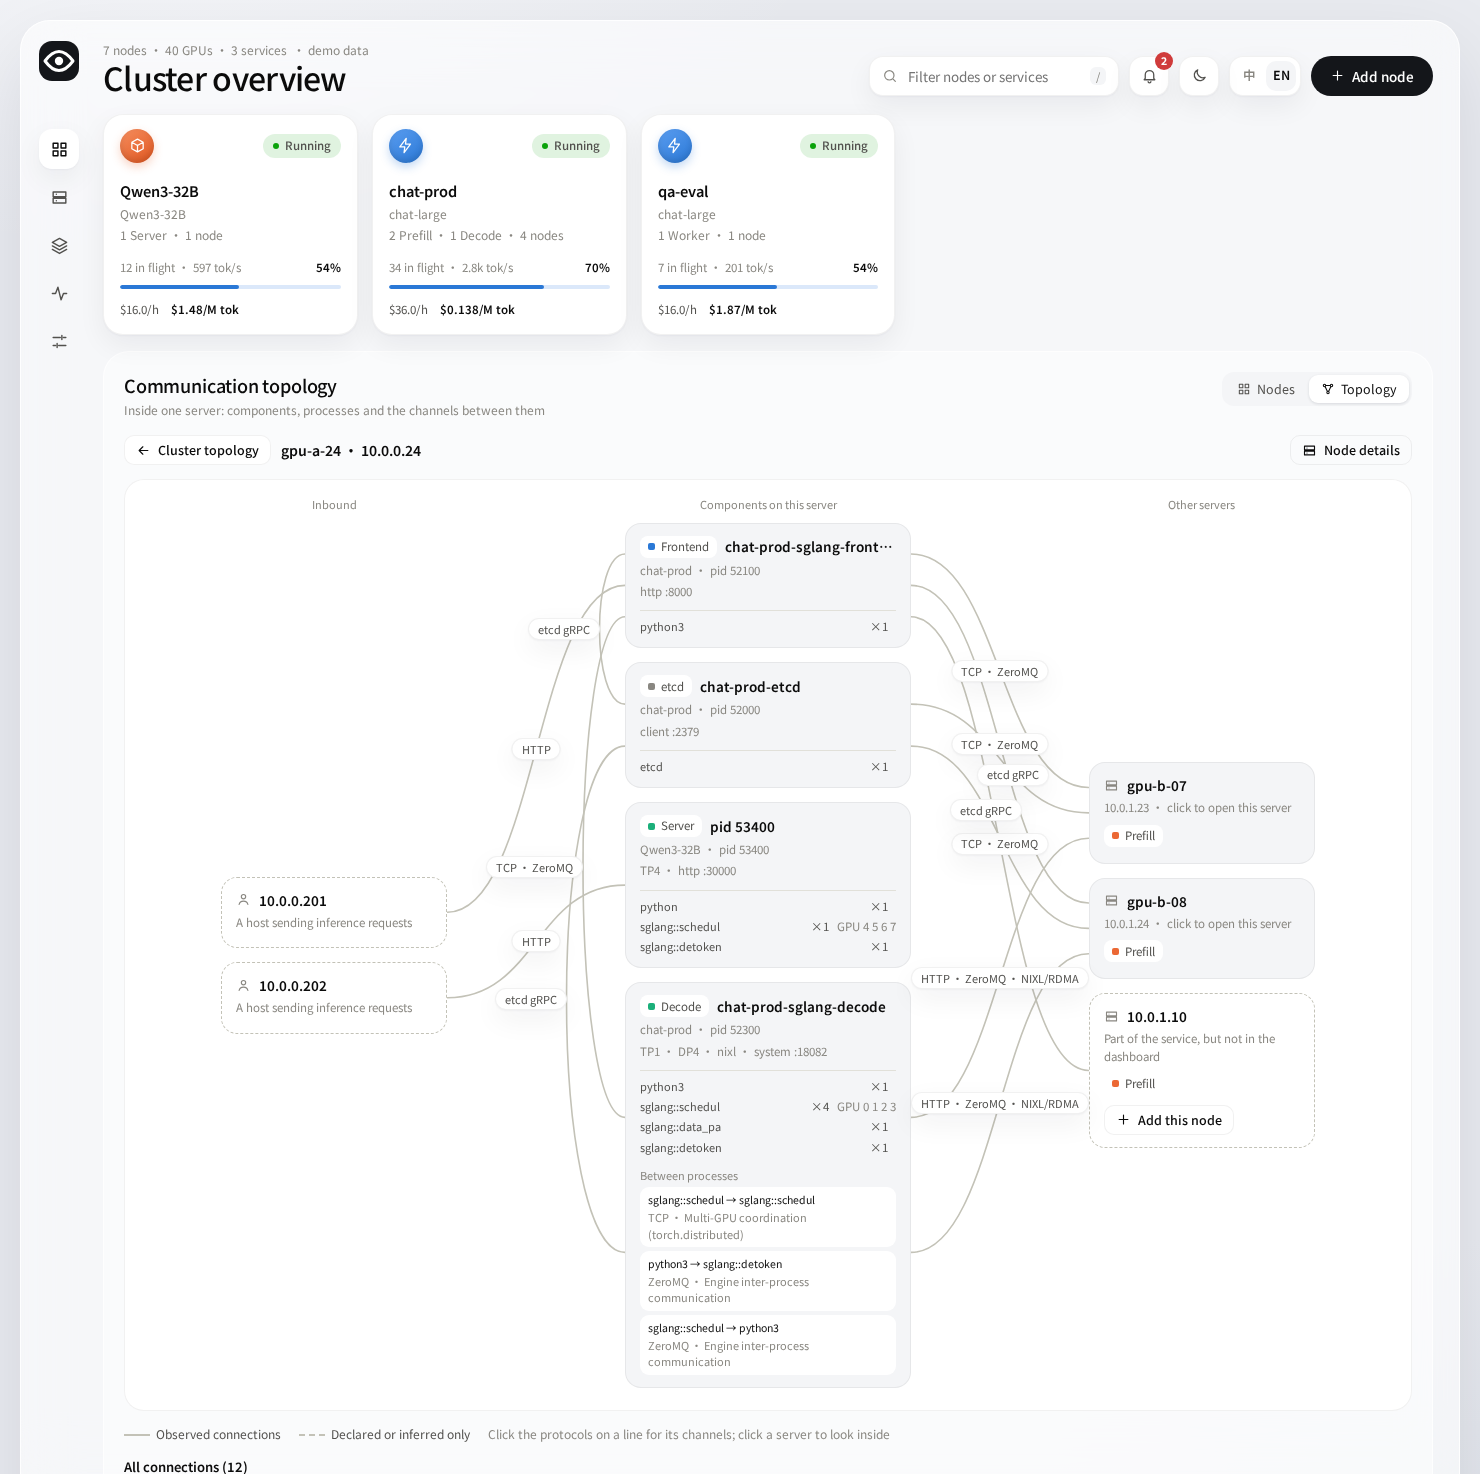 7 nodes • 40 GPUs • 3 services • demo data
Cluster overview
Filter nodes or services /
2
中 EN
+ Add node
Running
Qwen3-32B
Qwen3-32B
1 Server • 1 node
12 in flight • 597 tok/s 54%
$16.0/h $1.48/M tok
Running
chat-prod
chat-large
2 Prefill • 1 Decode • 4 nodes
34 in flight • 2.8k tok/s 70%
$36.0/h $0.138/M tok
Running
qa-eval
chat-large
1 Worker • 1 node
7 in flight • 201 tok/s 54%
$16.0/h $1.87/M tok
Communication topology
Inside one server: components, processes and the channels between them
Nodes Topology
← Cluster topology gpu-a-24 • 10.0.0.24
Node details
Inbound
Components on this server
Other servers
etcd gRPC
HTTP
TCP • ZeroMQ
10.0.0.201
A host sending inference requests
HTTP
10.0.0.202
A host sending inference requests
etcd gRPC
Frontend chat-prod-sglang-front···
chat-prod • pid 52100
http :8000
python3 ×1
etcd chat-prod-etcd
chat-prod • pid 52000
client :2379
etcd ×1
Server pid 53400
Qwen3-32B • pid 53400
TP4 • http :30000
python ×1
sglang::schedul ×1 GPU 4 5 6 7
sglang::detoken ×1
Decode chat-prod-sglang-decode
chat-prod • pid 52300
TP1 • DP4 • nixl • system :18082
python3 ×1
sglang::schedul ×4 GPU 0 1 2 3
sglang::data_pa ×1
sglang::detoken ×1
Between processes
sglang::schedul → sglang::schedul
TCP • Multi-GPU coordination
(torch.distributed)
python3 → sglang::detoken
ZeroMQ • Engine inter-process
communication
sglang::schedul → python3
ZeroMQ • Engine inter-process
communication
TCP • ZeroMQ
TCP • ZeroMQ
etcd gRPC
etcd gRPC
TCP • ZeroMQ
HTTP • ZeroMQ • NIXL/RDMA
HTTP • ZeroMQ • NIXL/RDMA
gpu-b-07
10.0.1.23 • click to open this server
Prefill
gpu-b-08
10.0.1.24 • click to open this server
Prefill
10.0.1.10
Part of the service, but not in the
dashboard
Prefill
+ Add this node
Observed connections Declared or inferred only Click the protocols on a line for its channels; click a server to look inside
All connections (12)